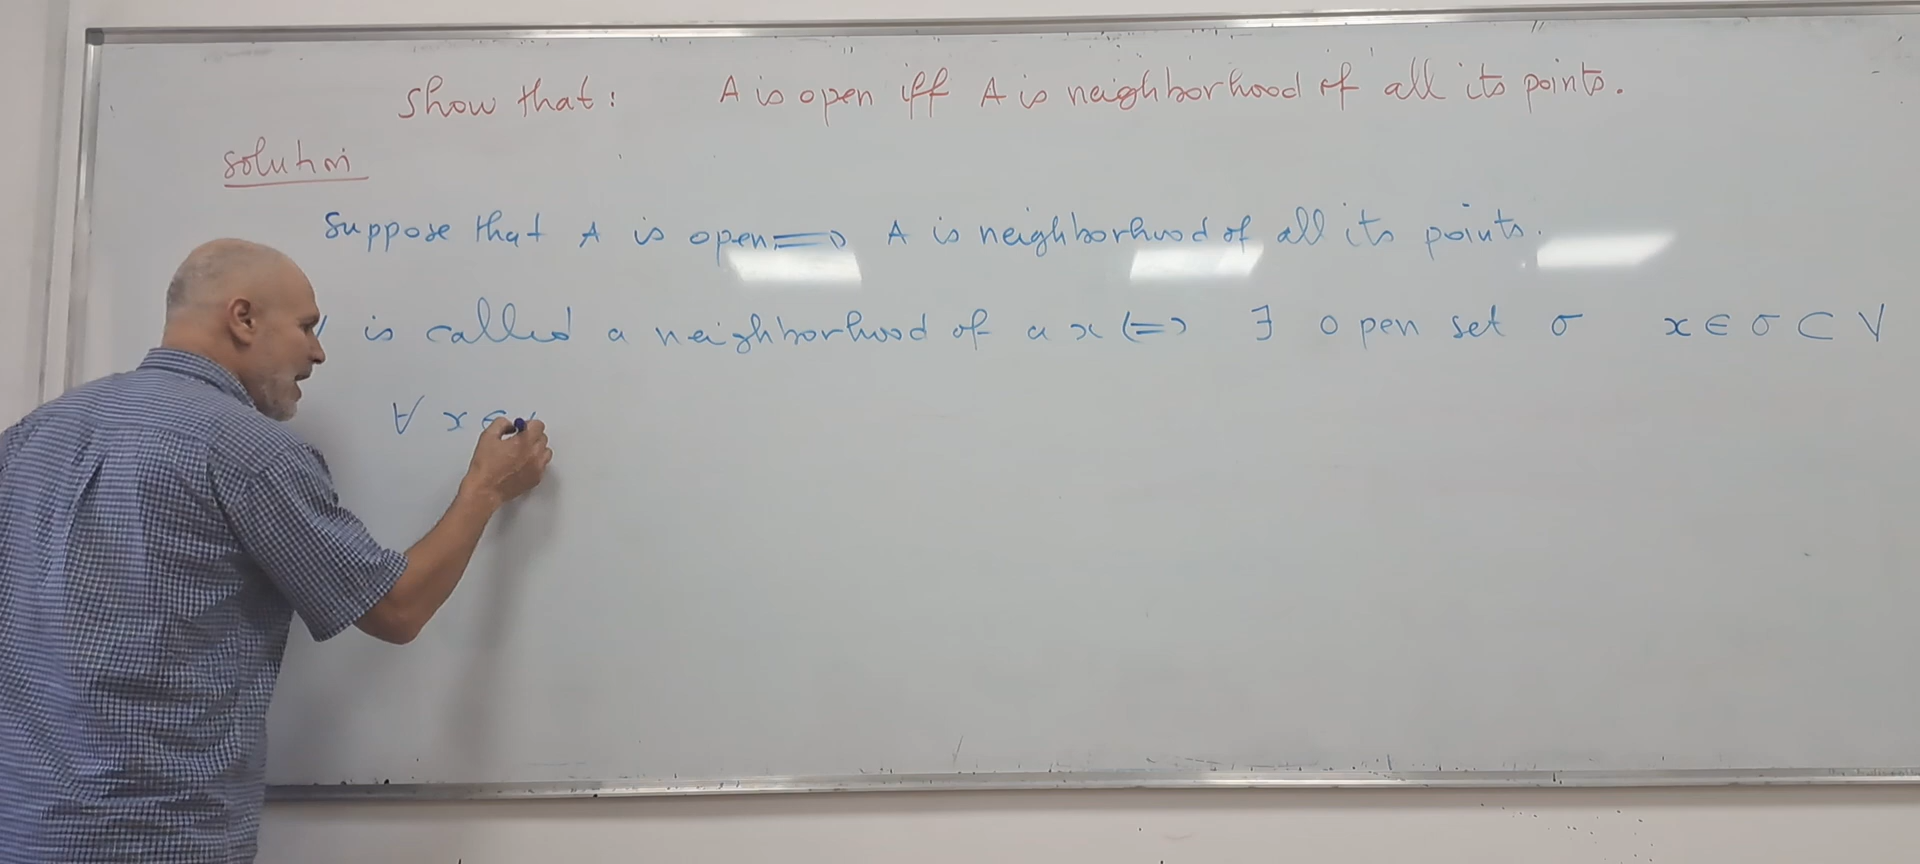 Show that: A is open iff A is neighborhood of all its points.
solution
Suppose that A is open ⟹ A is neighborhood of all its points.
is called a neighborhood of a x ⟺ ∃ open set σ x ∈ σ ⊂ V
∀ x ∈